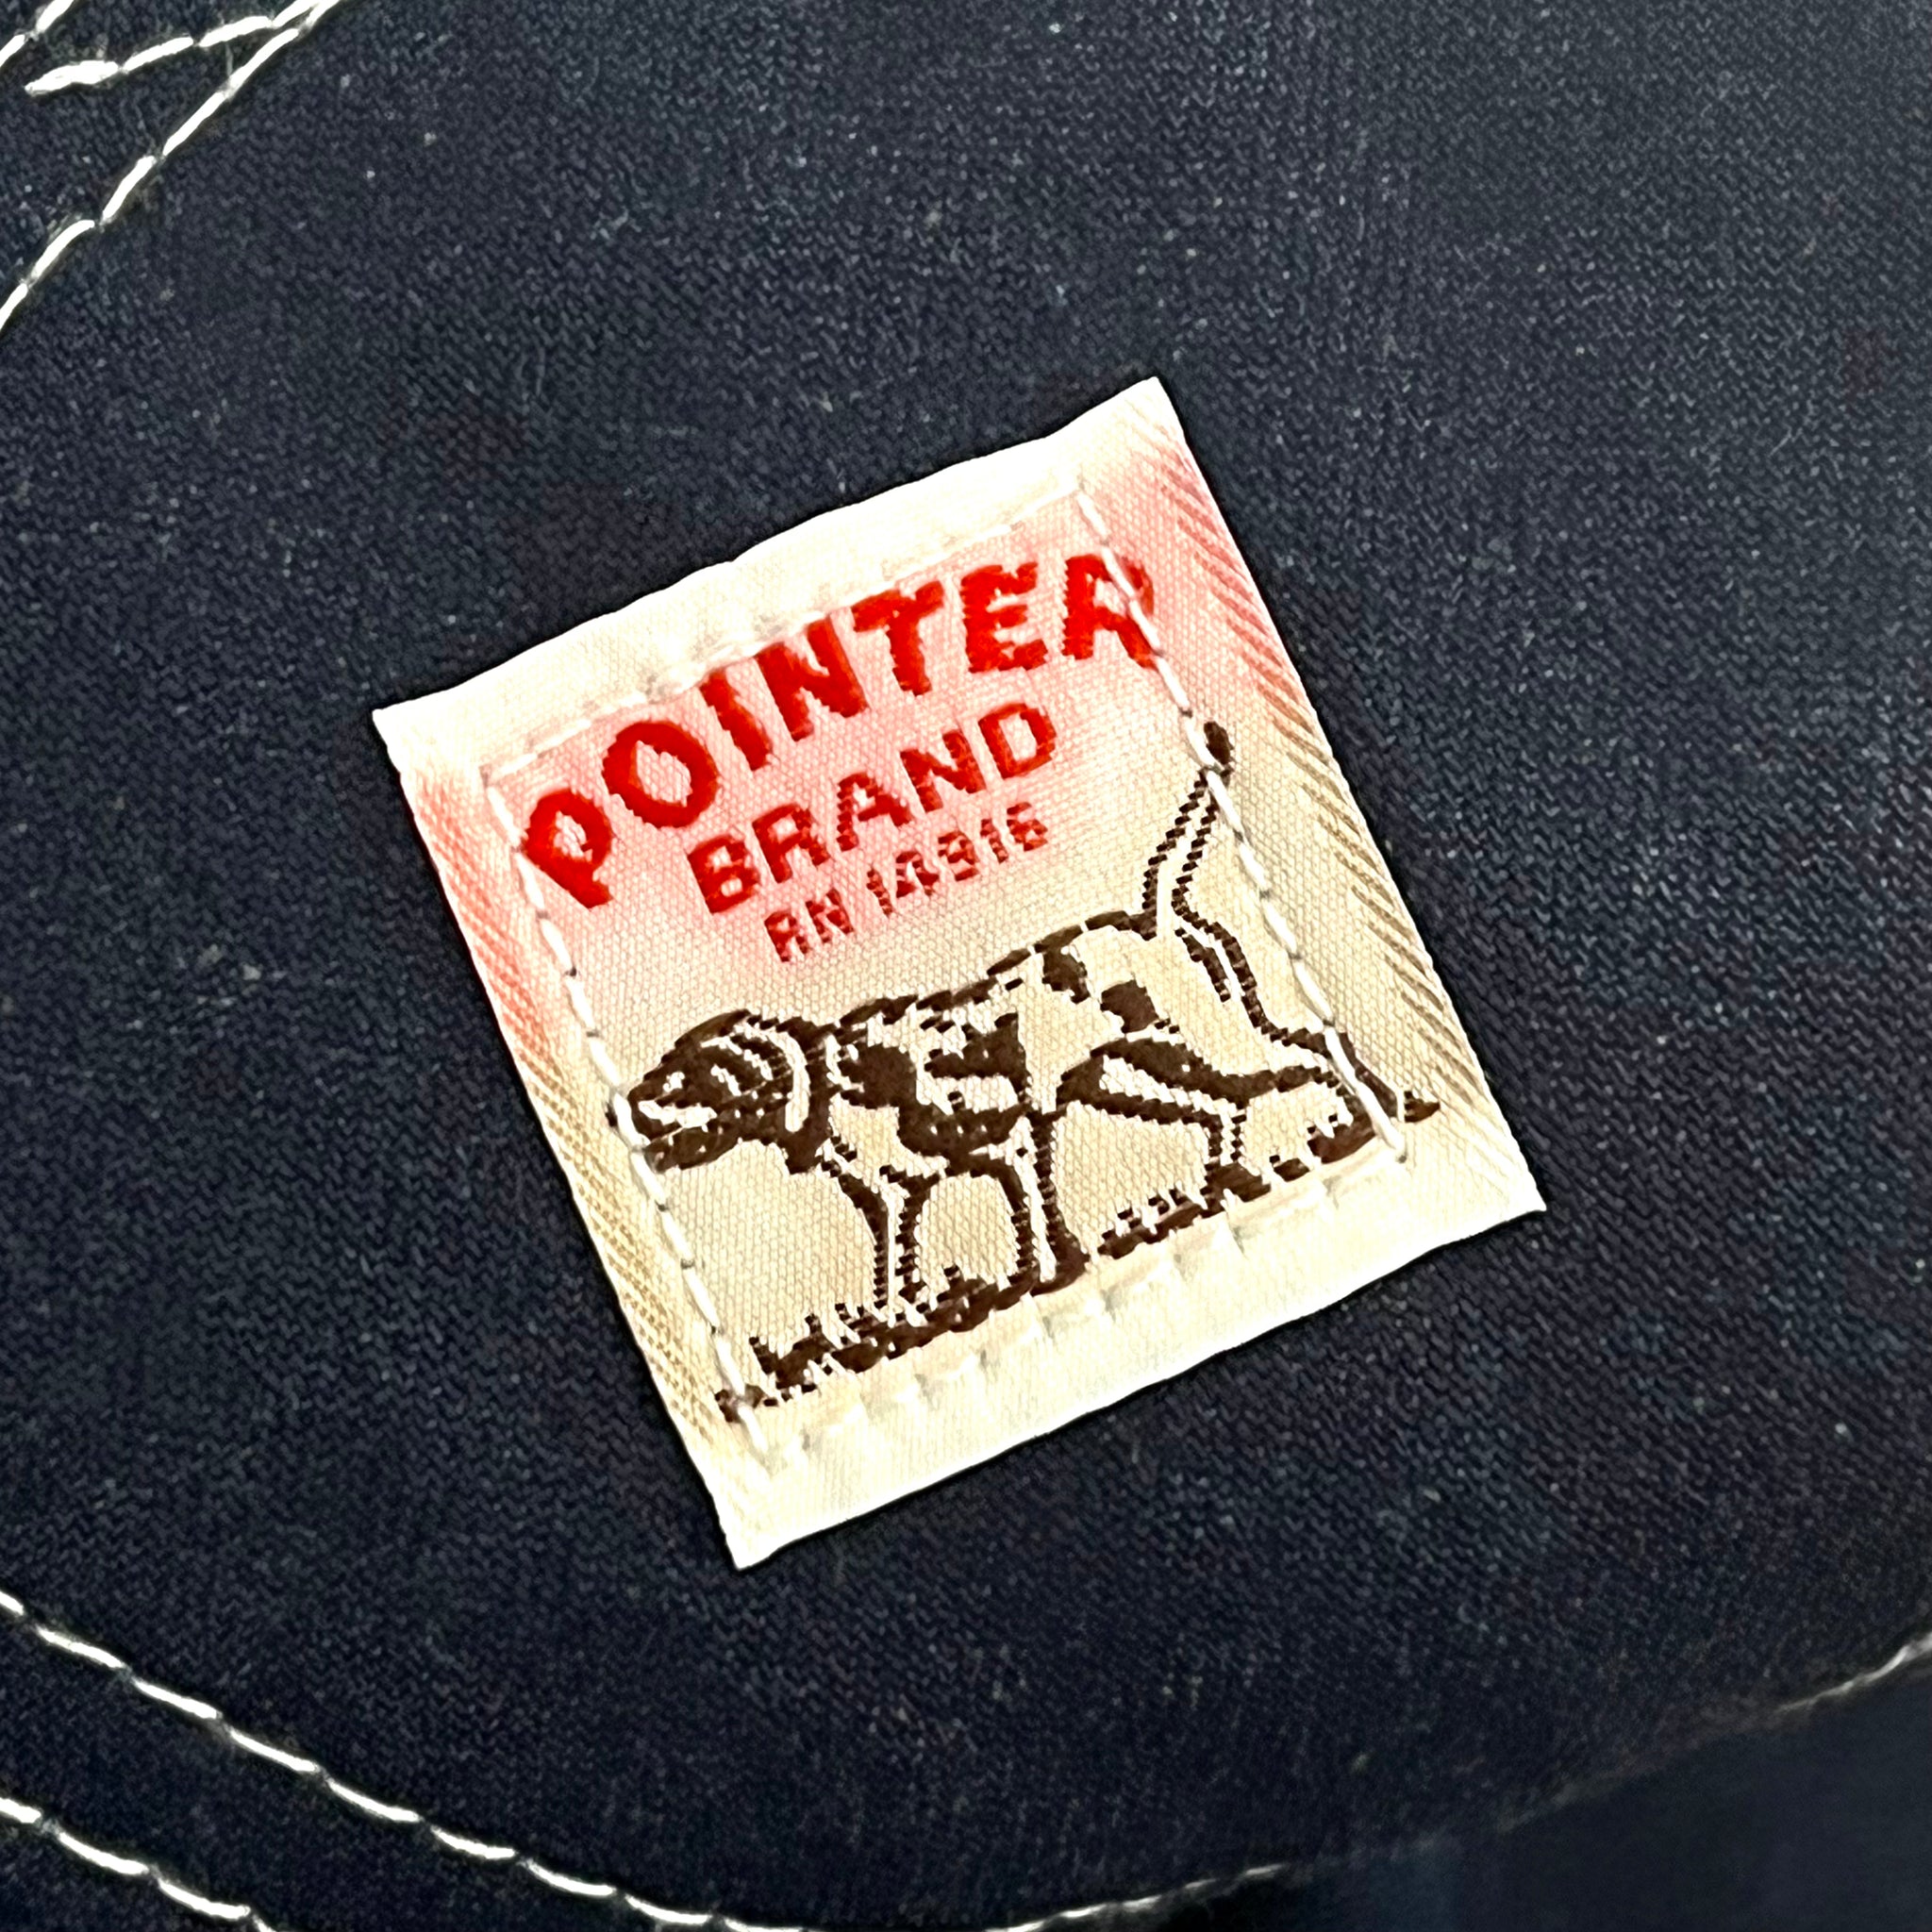 POINTER
BRAND
RN 14916